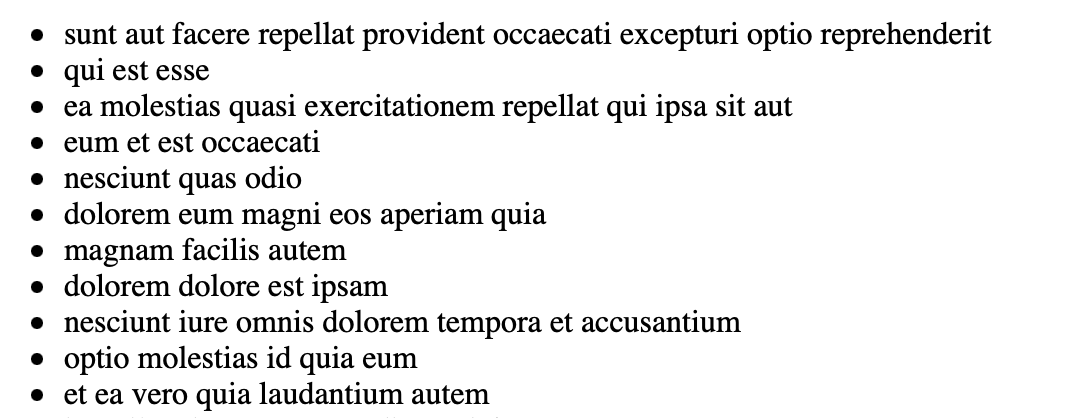 sunt aut facere repellat provident occaecati excepturi optio reprehenderit
qui est esse
ea molestias quasi exercitationem repellat qui ipsa sit aut
eum et est occaecati
nesciunt quas odio
dolorem eum magni eos aperiam quia
magnam facilis autem
dolorem dolore est ipsam
nesciunt iure omnis dolorem tempora et accusantium
optio molestias id quia eum
et ea vero quia laudantium autem